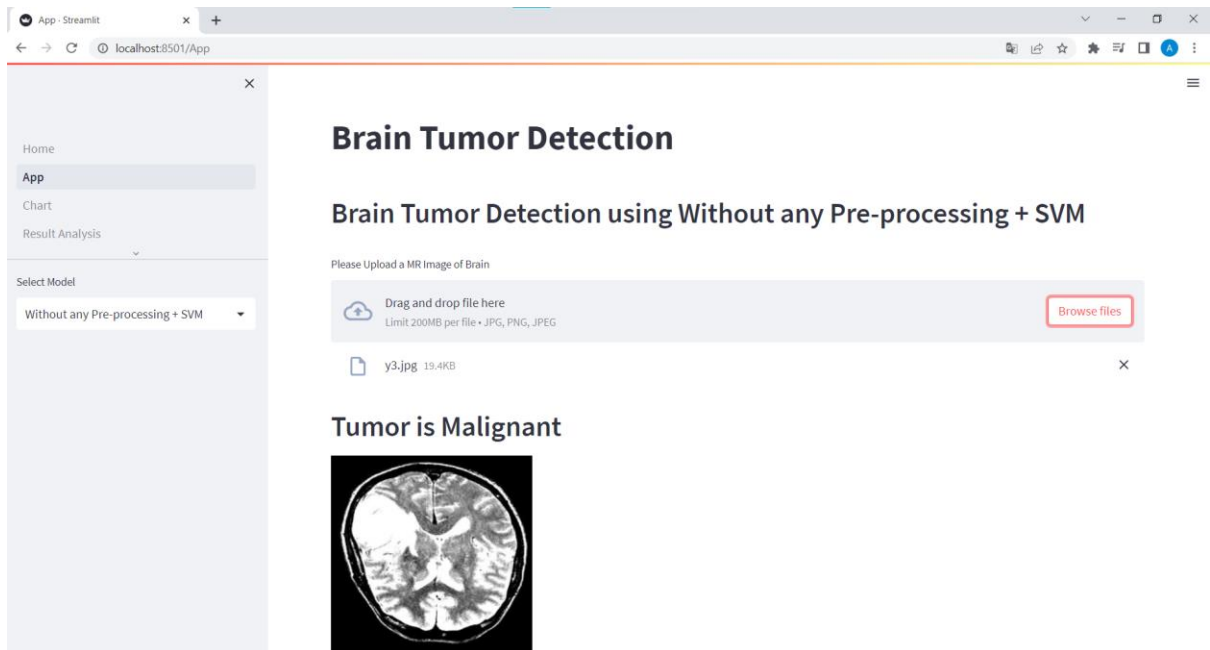 App · Streamlit
localhost:8501/App
A
Home
App
Chart
Result Analysis
Select Model
Without any Pre-processing + SVM
Brain Tumor Detection
Brain Tumor Detection using Without any Pre-processing + SVM
Please Upload a MR Image of Brain
Drag and drop file here
Limit 200MB per file • JPG, PNG, JPEG
Browse files
y3.jpg 19.4KB
Tumor is Malignant